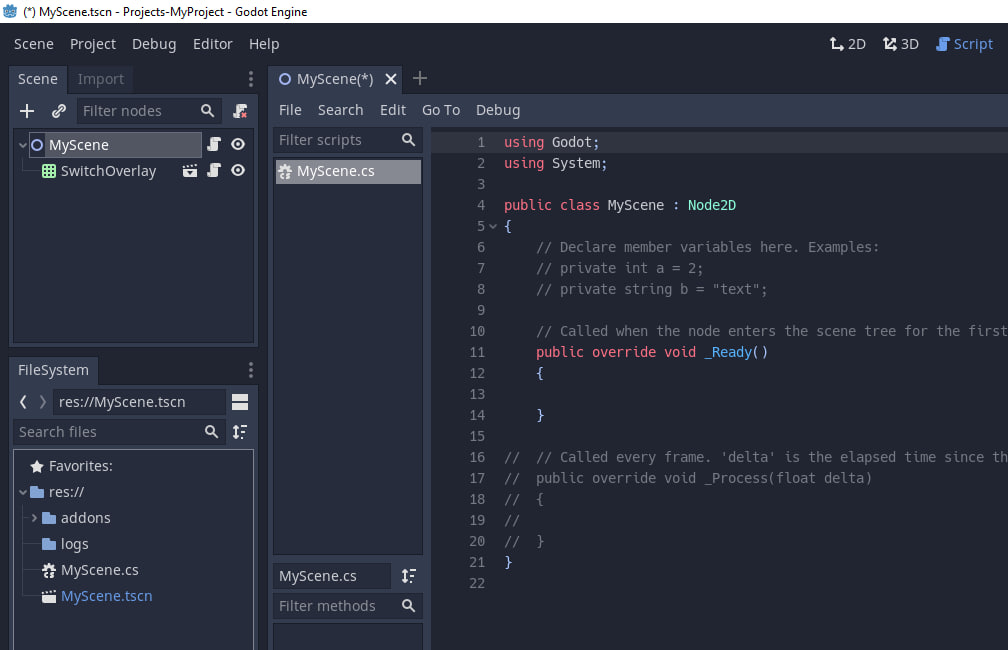 (*) MyScene.tscn - Projects-MyProject - Godot Engine
Scene Project Debug Editor Help
2D 3D Script
Scene Import
Filter nodes
MyScene
SwitchOverlay
FileSystem
res://MyScene.tscn
Search files
Favorites:
res://
addons
logs
MyScene.cs
MyScene.tscn
MyScene(*)
File Search Edit Go To Debug
Filter scripts
MyScene.cs
MyScene.cs
Filter methods
1 using Godot;
2 using System;
3
4 public class MyScene : Node2D
5 {
6 // Declare member variables here. Examples:
7 // private int a = 2;
8 // private string b = "text";
9
10 // Called when the node enters the scene tree for the first
11 public override void _Ready()
12 {
13
14 }
15
16 // // Called every frame. 'delta' is the elapsed time since th
17 // public override void _Process(float delta)
18 // {
19 //
20 // }
21 }
22